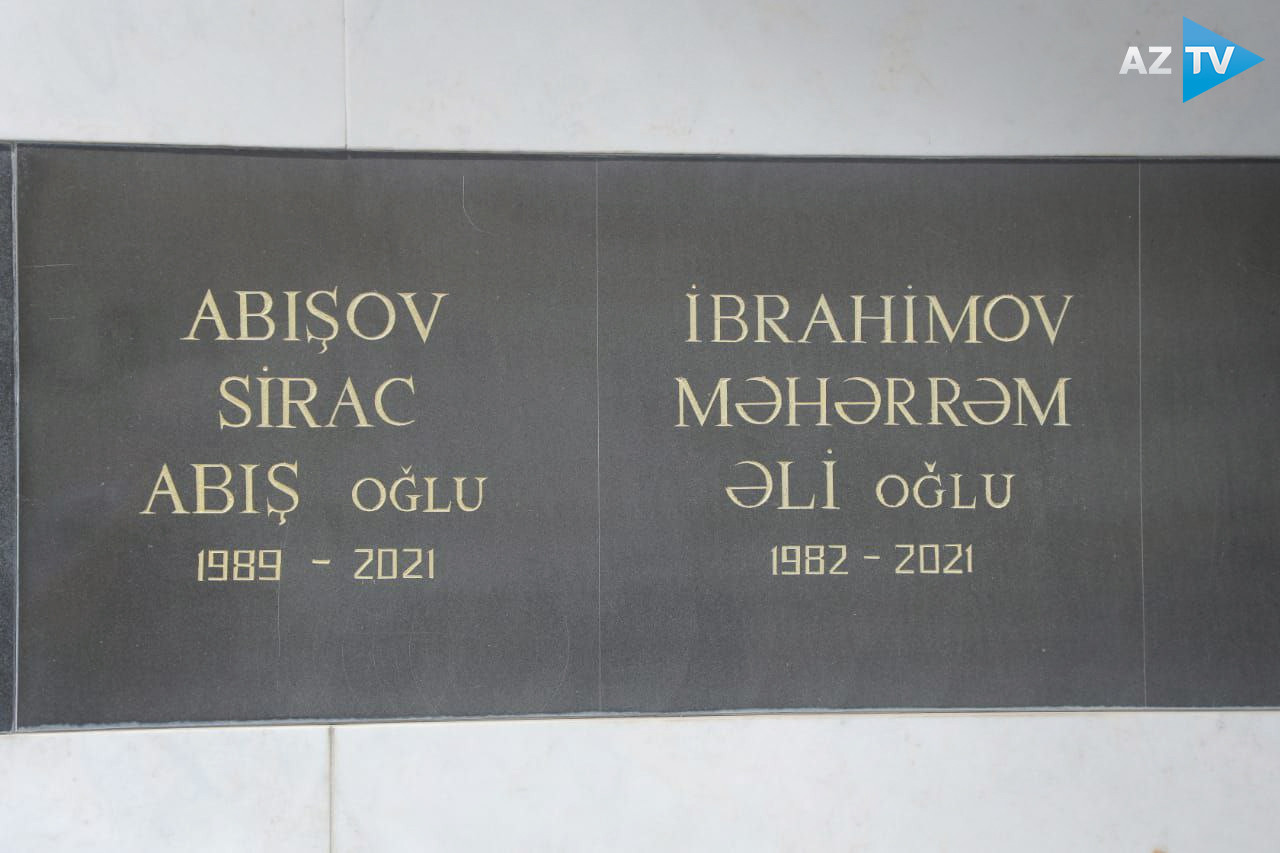 AZ TV
ABIŞOV
SİRAC
ABIŞ OĞLU
1989 - 2021
İBRAHİMOV
MƏHƏRRƏM
ƏLİ OĞLU
1982 - 2021